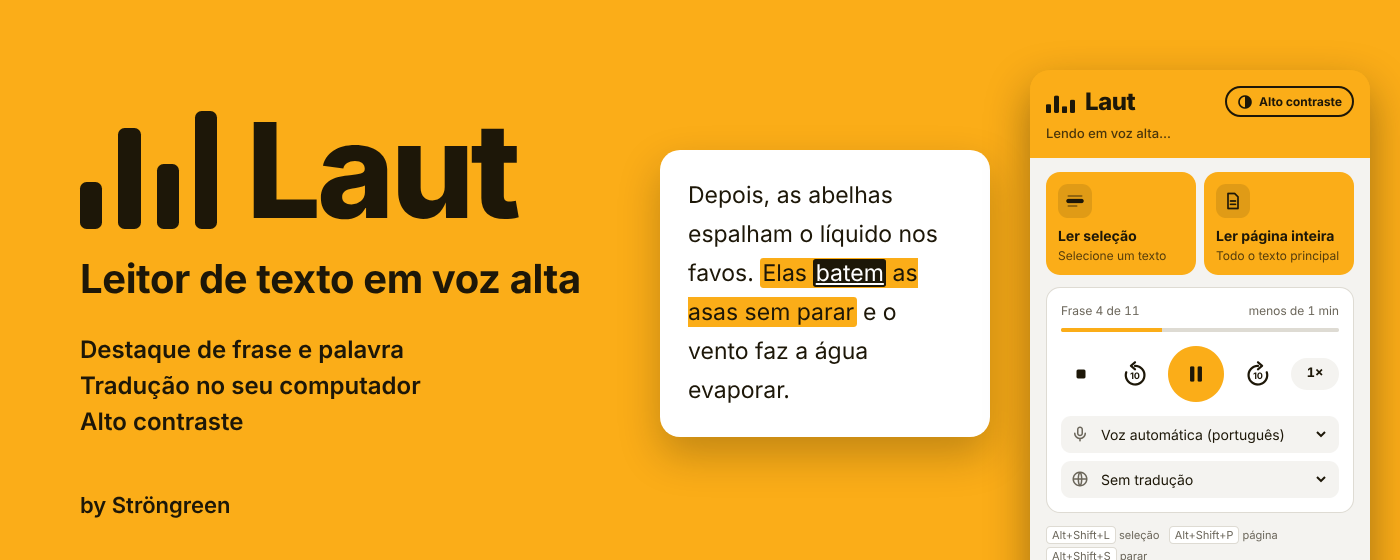 Laut
Leitor de texto em voz alta
Destaque de frase e palavra
Tradução no seu computador
Alto contraste
by Ströngreen
Depois, as abelhas
espalham o líquido nos
favos. Elas batem as
asas sem parar e o
vento faz a água
evaporar.
Laut
Alto contraste
Lendo em voz alta...
Ler seleção
Selecione um texto
Ler página inteira
Todo o texto principal
Frase 4 de 11
menos de 1 min
10
10
1×
Voz automática (português)
Sem tradução
Alt+Shift+L seleção Alt+Shift+P página
Alt+Shift+S parar